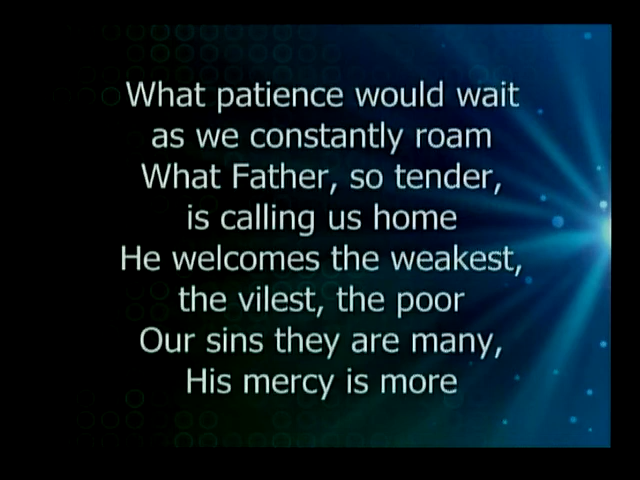 What patience would wait
as we constantly roam
What Father, so tender,
is calling us home
He welcomes the weakest,
the vilest, the poor
Our sins they are many,
His mercy is more